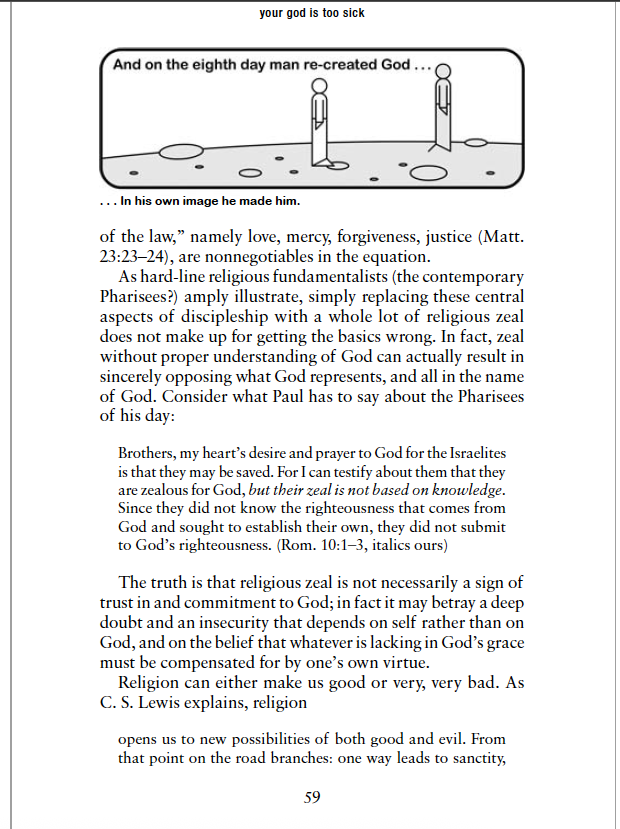 your god is too sick
And on the eighth day man re-created God . . .
. . . In his own image he made him.
of the law,” namely love, mercy, forgiveness, justice (Matt.
23:23–24), are nonnegotiables in the equation.
As hard-line religious fundamentalists (the contemporary
Pharisees?) amply illustrate, simply replacing these central
aspects of discipleship with a whole lot of religious zeal
does not make up for getting the basics wrong. In fact, zeal
without proper understanding of God can actually result in
sincerely opposing what God represents, and all in the name
of God. Consider what Paul has to say about the Pharisees
of his day:
Brothers, my heart’s desire and prayer to God for the Israelites
is that they may be saved. For I can testify about them that they
are zealous for God, but their zeal is not based on knowledge.
Since they did not know the righteousness that comes from
God and sought to establish their own, they did not submit
to God’s righteousness. (Rom. 10:1–3, italics ours)
The truth is that religious zeal is not necessarily a sign of
trust in and commitment to God; in fact it may betray a deep
doubt and an insecurity that depends on self rather than on
God, and on the belief that whatever is lacking in God’s grace
must be compensated for by one’s own virtue.
Religion can either make us good or very, very bad. As
C. S. Lewis explains, religion
opens us to new possibilities of both good and evil. From
that point on the road branches: one way leads to sanctity,
59